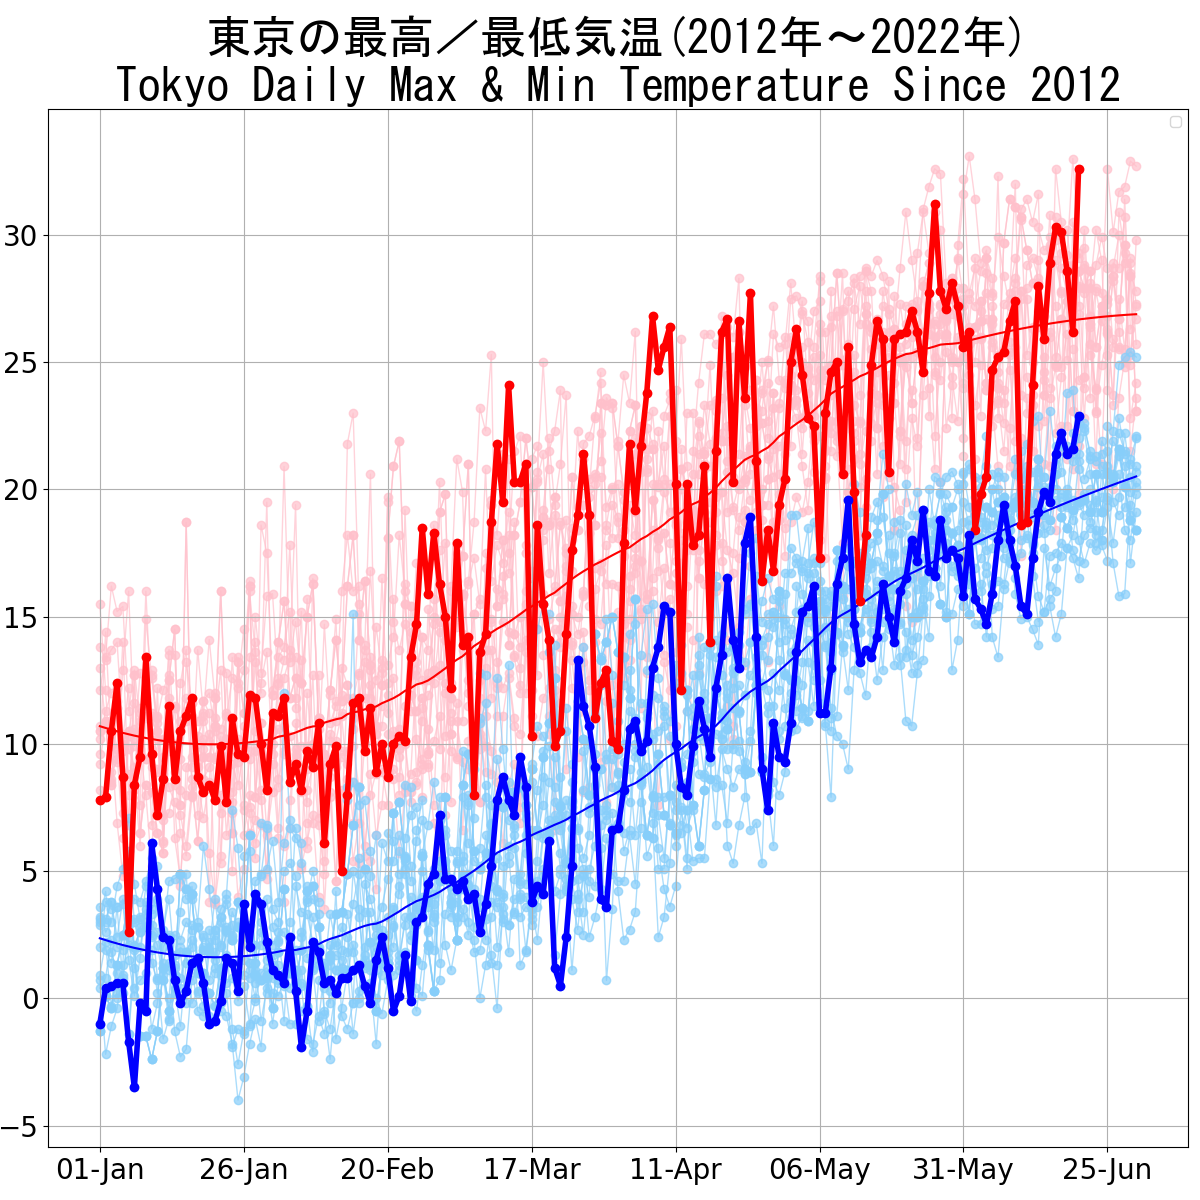 東京の最高／最低気温(2012年～2022年)
Tokyo Daily Max & Min Temperature Since 2012
30
25
20
15
10
5
0
−5
01-Jan 26-Jan 20-Feb 17-Mar 11-Apr 06-May 31-May 25-Jun